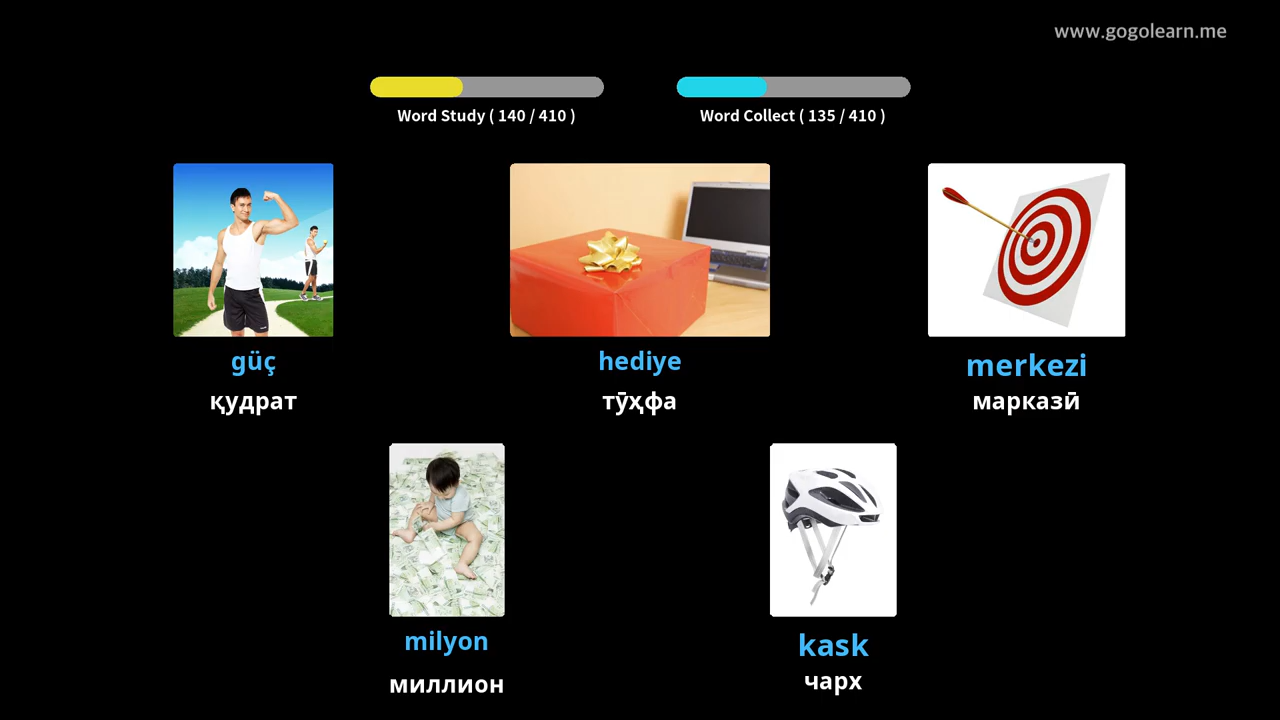 www.gogolearn.me
Word Study ( 140 / 410 )
Word Collect ( 135 / 410 )
güç
қудрат
hediye
тӯҳфа
merkezi
марказӣ
milyon
миллион
kask
чарх